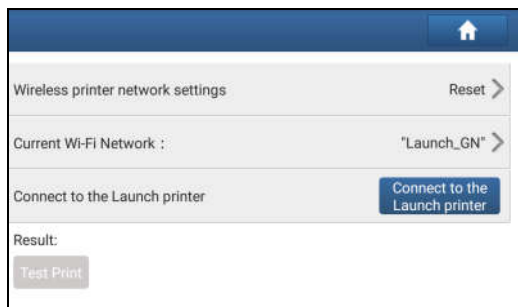 Wireless printer network settings Reset
Current Wi-Fi Network : "Launch_GN"
Connect to the Launch printer Connect to the
Launch printer
Result:
Test Print